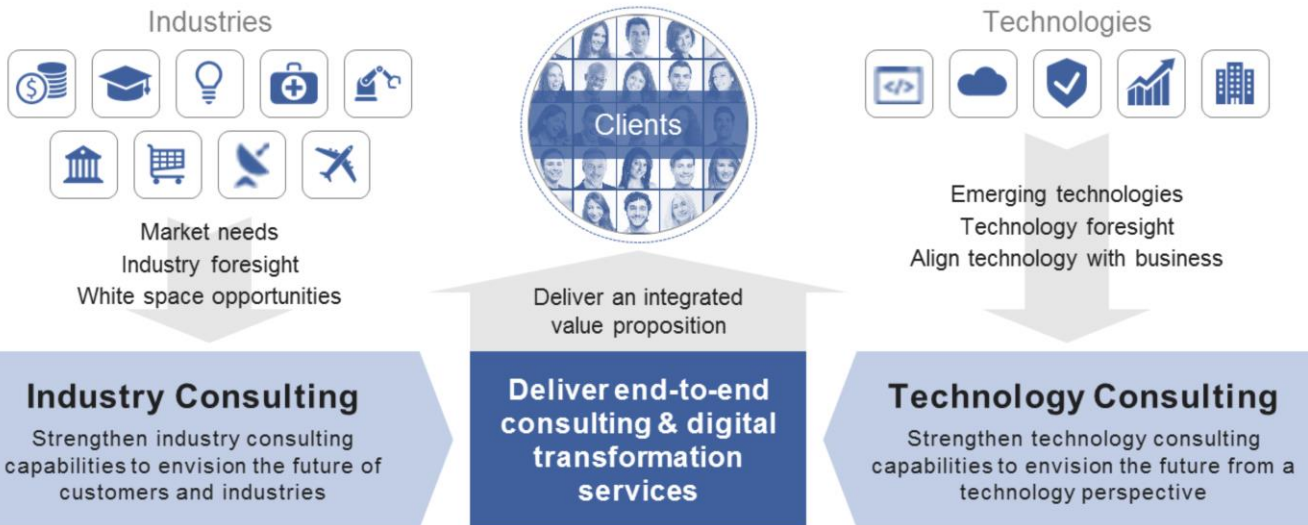 Industries
Market needs
Industry foresight
White space opportunities
Industry Consulting
Strengthen industry consulting
capabilities to envision the future of
customers and industries
Clients
Deliver an integrated
value proposition
Deliver end-to-end
consulting & digital
transformation
services
Technologies
</>
Emerging technologies
Technology foresight
Align technology with business
Technology Consulting
Strengthen technology consulting
capabilities to envision the future from a
technology perspective